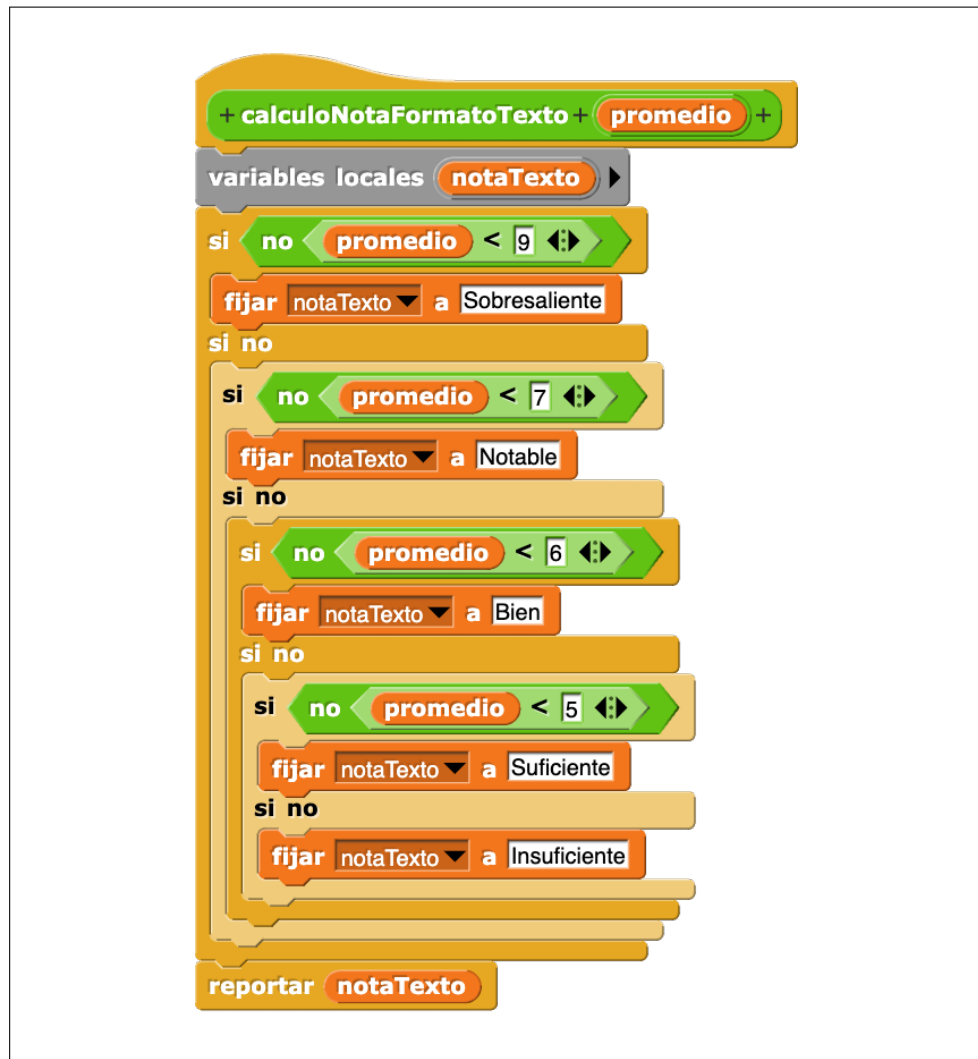 + calculoNotaFormatoTexto + promedio +
variables locales notaTexto
si no promedio < 9
fijar notaTexto a Sobresaliente
si no
si no promedio < 7
fijar notaTexto a Notable
si no
si no promedio < 6
fijar notaTexto a Bien
si no
si no promedio < 5
fijar notaTexto a Suficiente
si no
fijar notaTexto a Insuficiente
reportar notaTexto